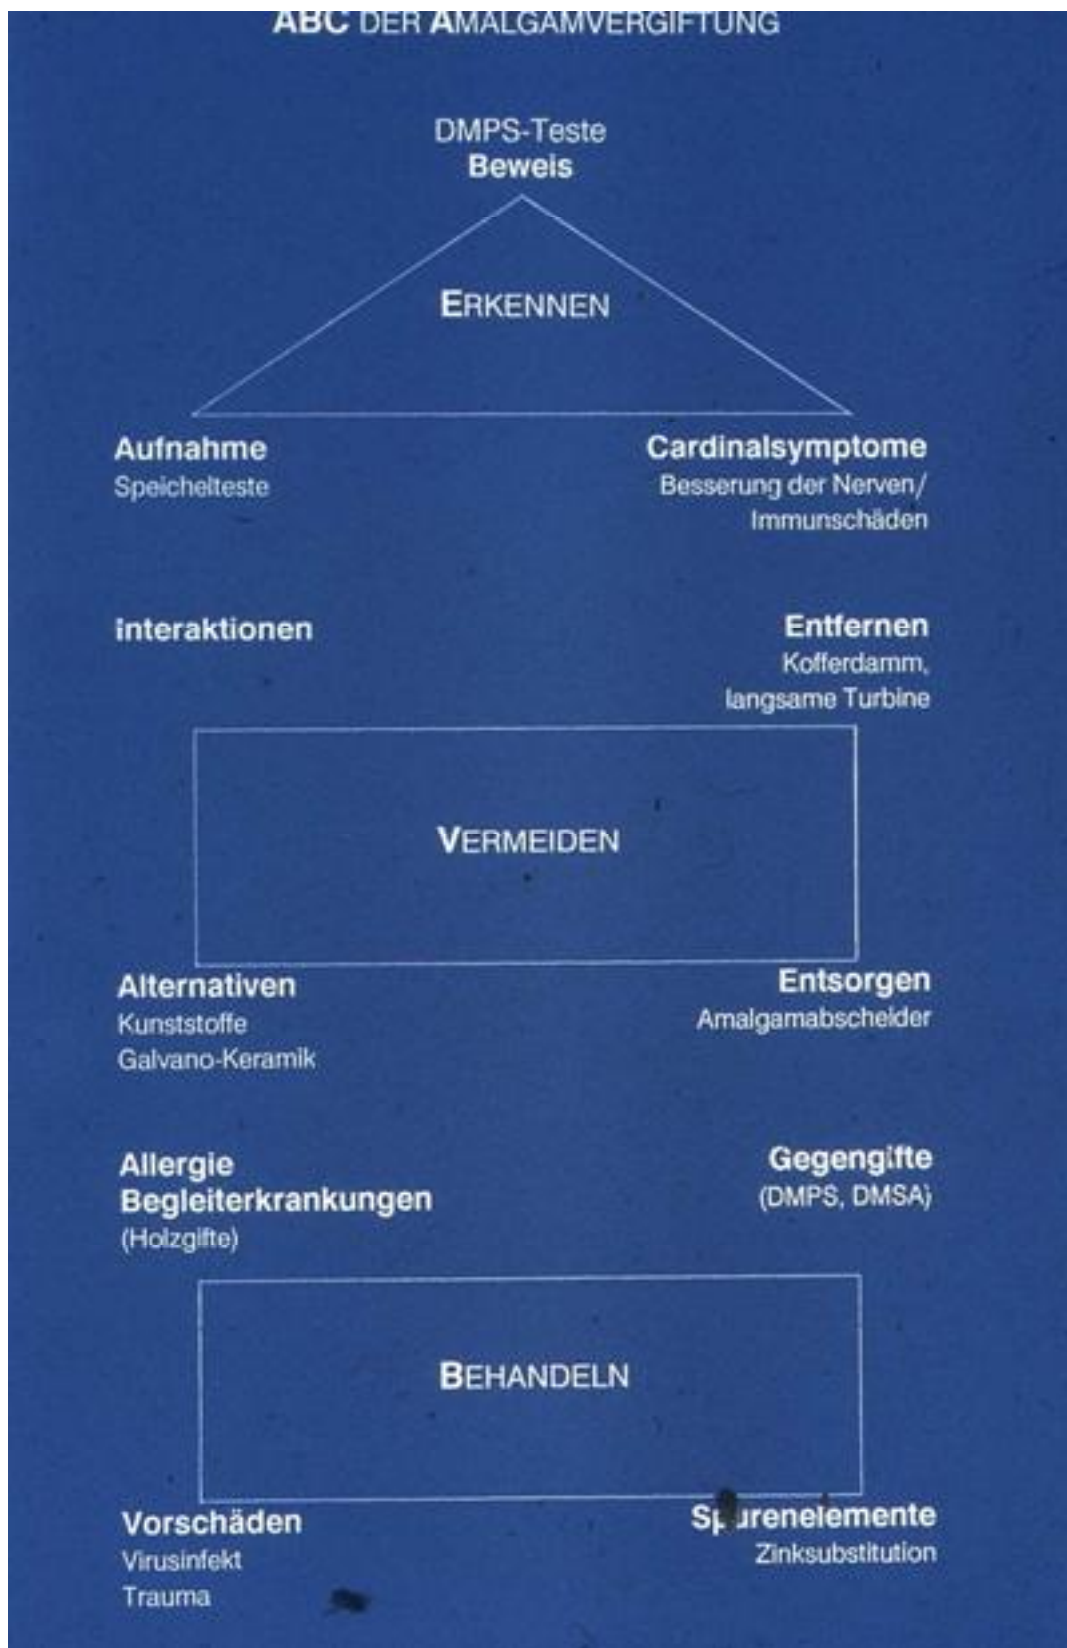 ABC DER AMALGAMVERGIFTUNG
DMPS-Teste
Beweis
ERKENNEN
Aufnahme
Speichelteste
Cardinalsymptome
Besserung der Nerven/
Immunschäden
Interaktionen
Entfernen
Kofferdamm,
langsame Turbine
VERMEIDEN
Alternativen
Kunststoffe
Galvano-Keramik
Entsorgen
Amalgamabscheider
Allergie
Begleiterkrankungen
(Holzgifte)
Gegengifte
(DMPS, DMSA)
BEHANDELN
Vorschäden
Virusinfekt
Trauma
Spurenelemente
Zinksubstitution